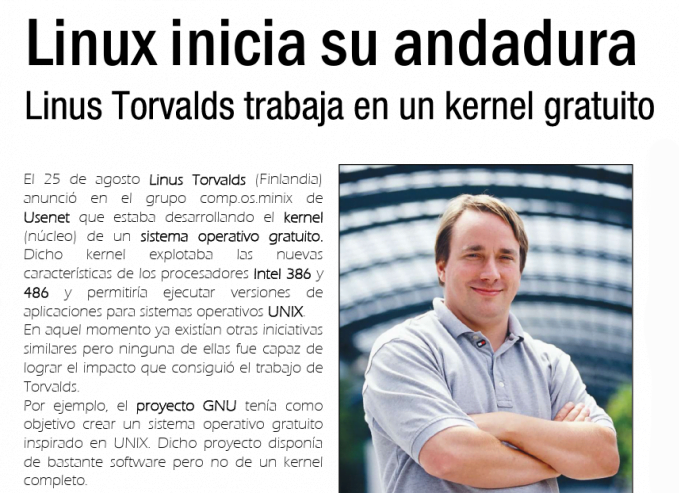 Linux inicia su andadura
Linus Torvalds trabaja en un kernel gratuito
El 25 de agosto Linus Torvalds (Finlandia)
anunció en el grupo comp.os.minix de
Usenet que estaba desarrollando el kernel
(núcleo) de un sistema operativo gratuito.
Dicho kernel explotaba las nuevas
características de los procesadores Intel 386 y
486 y permitiría ejecutar versiones de
aplicaciones para sistemas operativos UNIX.
En aquel momento ya existían otras iniciativas
similares pero ninguna de ellas fue capaz de
lograr el impacto que consiguió el trabajo de
Torvalds.
Por ejemplo, el proyecto GNU tenía como
objetivo crear un sistema operativo gratuito
inspirado en UNIX. Dicho proyecto disponía
de bastante software pero no de un kernel
completo.